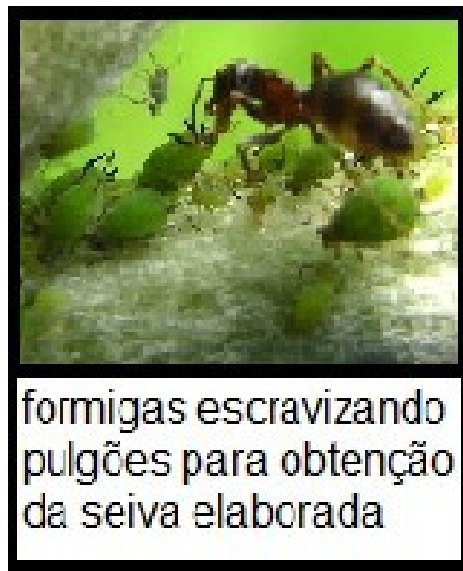 formigas escravizando
pulgões para obtenção
da seiva elaborada